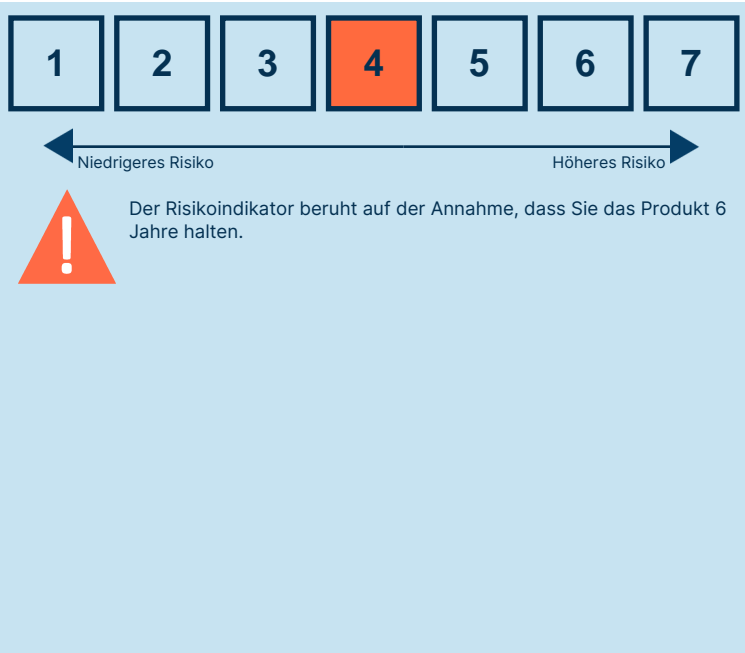 1 2 3 4 5 6 7
Niedrigeres Risiko Höheres Risiko
!
Der Risikoindikator beruht auf der Annahme, dass Sie das Produkt 6
Jahre halten.